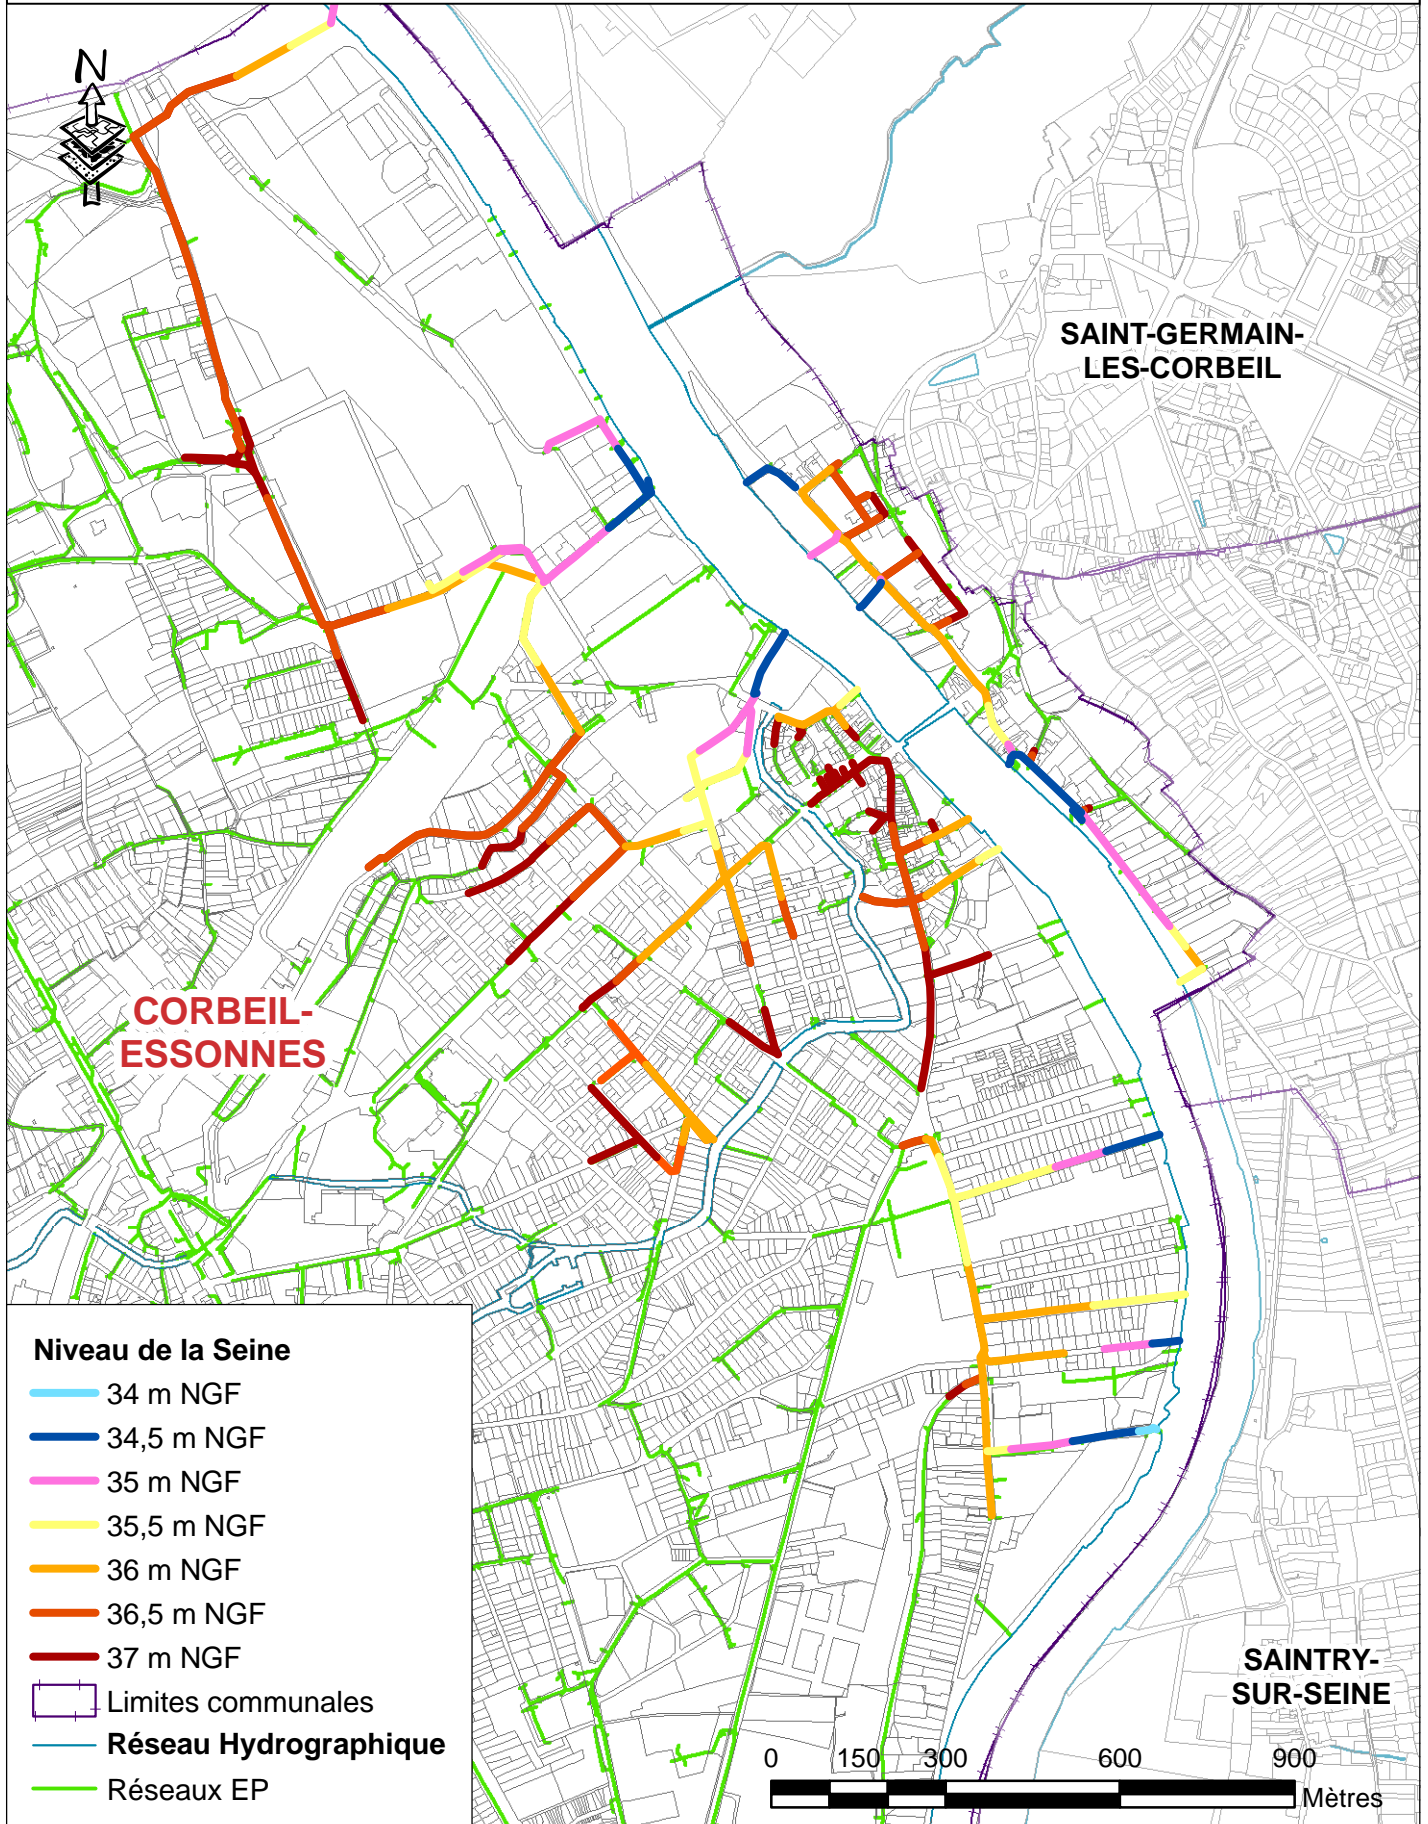 N
SAINT-GERMAIN-
LES-CORBEIL
CORBEIL-
ESSONNES
Niveau de la Seine
34 m NGF
34,5 m NGF
35 m NGF
35,5 m NGF
36 m NGF
36,5 m NGF
37 m NGF
Limites communales
Réseau Hydrographique
Réseaux EP
SAINTRY-
SUR-SEINE
0 150 300 600 900
Mètres